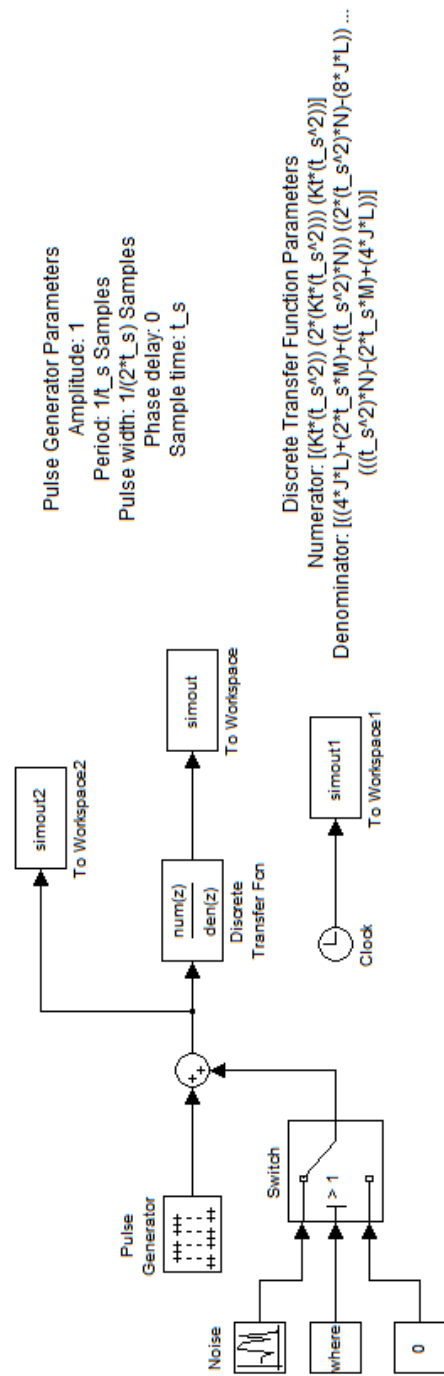 Pulse Generator Parameters
Amplitude: 1
Period: 1/t_s Samples
Pulse width: 1/(2*t_s) Samples
Phase delay: 0
Sample time: t_s
simout2
To Workspace2
Pulse
Generator
+
+
num(z)
den(z)
Discrete
Transfer Fcn
simout
To Workspace
Noise
where
0
> 1
Switch
Clock
simout1
To Workspace1
Discrete Transfer Function Parameters
Numerator: [(Kt*(t_s^2)) (2*(Kt*(t_s^2))) (Kt*(t_s^2))]
Denominator: [((4*J*L)+(2*t_s*M)+((t_s^2)*N)) ((2*(t_s^2)*N)-(8*J*L)) ...
(((t_s^2)*N)-(2*t_s*M)+(4*J*L))]